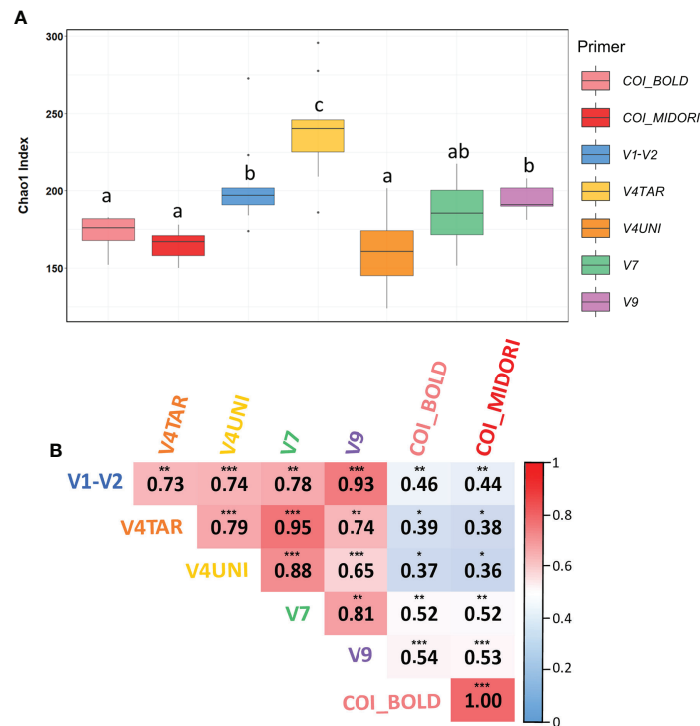 A
300
250
200
150
Chao1 Index
a
a
b
c
a
ab
b
Primer
COI_BOLD
COI_MIDORI
V1-V2
V4TAR
V4UNI
V7
V9
B
V4TAR
V4UNI
V7
V9
COI_BOLD
COI_MIDORI
** *** ** *** ** **
V1-V2 0.73 0.74 0.78 0.93 0.46 0.44
*** *** ** * *
V4TAR 0.79 0.95 0.74 0.39 0.38
*** *** * *
V4UNI 0.88 0.65 0.37 0.36
** ** **
V7 0.81 0.52 0.52
*** ***
V9 0.54 0.53
***
COI_BOLD 1.00
1
0.8
0.6
0.4
0.2
0